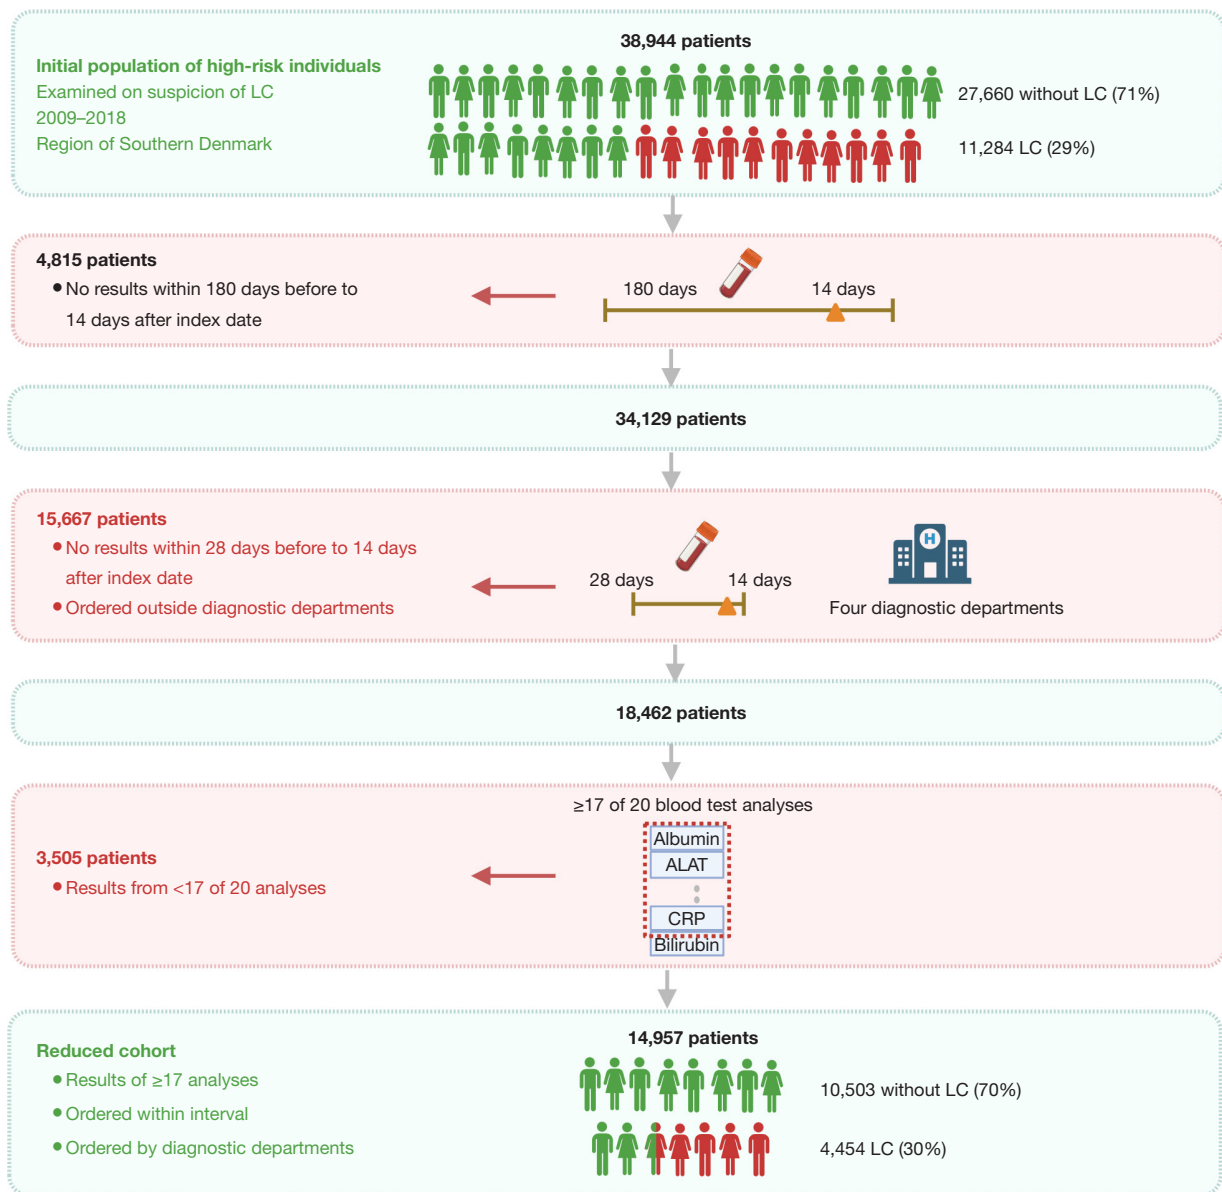 38,944 patients
Initial population of high-risk individuals
Examined on suspicion of LC
2009–2018
Region of Southern Denmark
27,660 without LC (71%)
11,284 LC (29%)
4,815 patients
• No results within 180 days before to
14 days after index date
180 days
14 days
34,129 patients
15,667 patients
• No results within 28 days before to 14 days
after index date
• Ordered outside diagnostic departments
28 days
14 days
H
Four diagnostic departments
18,462 patients
≥17 of 20 blood test analyses
Albumin
ALAT
CRP
Bilirubin
3,505 patients
• Results from <17 of 20 analyses
14,957 patients
Reduced cohort
• Results of ≥17 analyses
• Ordered within interval
• Ordered by diagnostic departments
10,503 without LC (70%)
4,454 LC (30%)